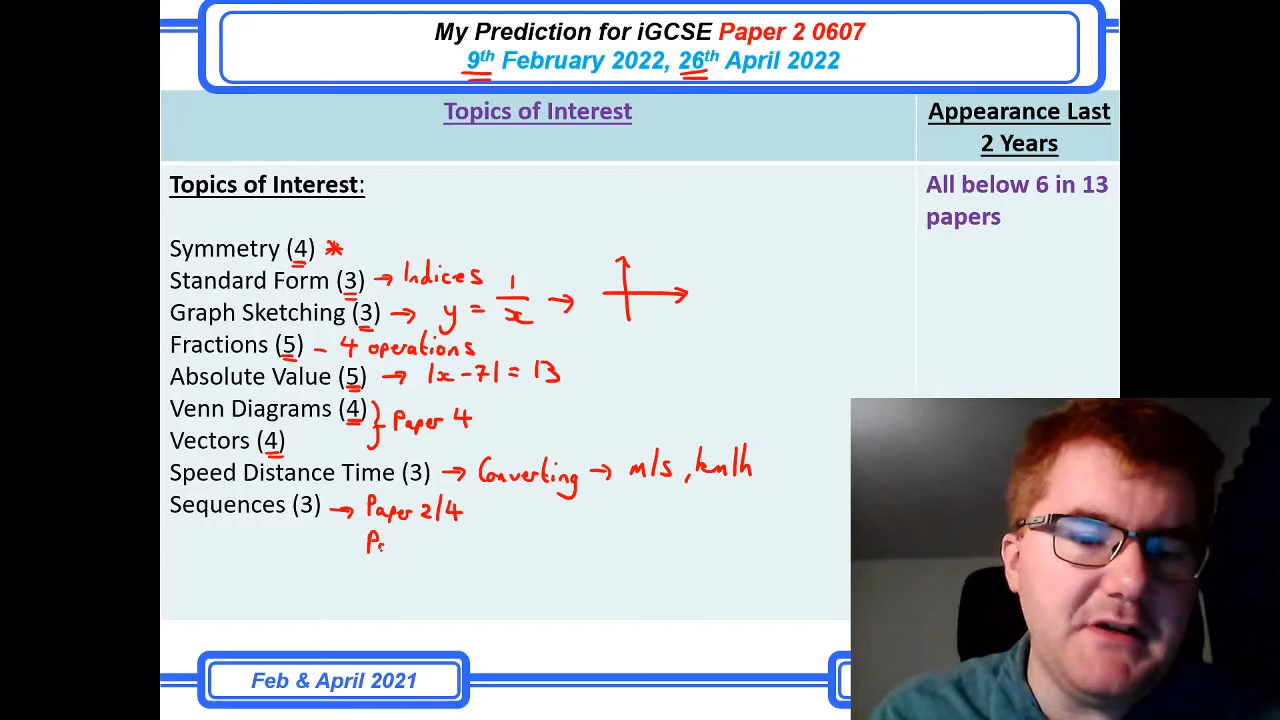 My Prediction for iGCSE Paper 2 0607
9th February 2022, 26th April 2022
Topics of Interest
Appearance Last
2 Years
Topics of Interest:
All below 6 in 13
papers
Symmetry (4) *
Standard Form (3) → Indices
Graph Sketching (3) → y = 1/x →
Fractions (5) - 4 operations
Absolute Value (5) → |x - 7| = 13
Venn Diagrams (4)
Vectors (4) } Paper 4
Speed Distance Time (3) → Converting → m/s, km/h
Sequences (3) → Paper 2/4
Feb & April 2021